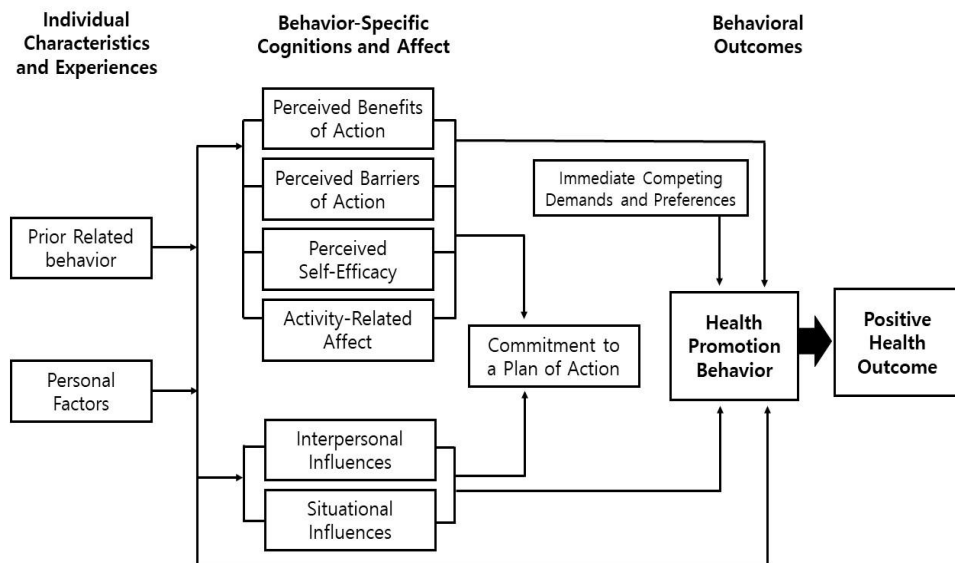 Individual
Characteristics
and Experiences
Behavior-Specific
Cognitions and Affect
Behavioral
Outcomes
Perceived Benefits
of Action
Perceived Barriers
of Action
Perceived
Self-Efficacy
Activity-Related
Affect
Prior Related
behavior
Personal
Factors
Interpersonal
Influences
Situational
Influences
Commitment to
a Plan of Action
Immediate Competing
Demands and Preferences
Health
Promotion
Behavior
Positive
Health
Outcome